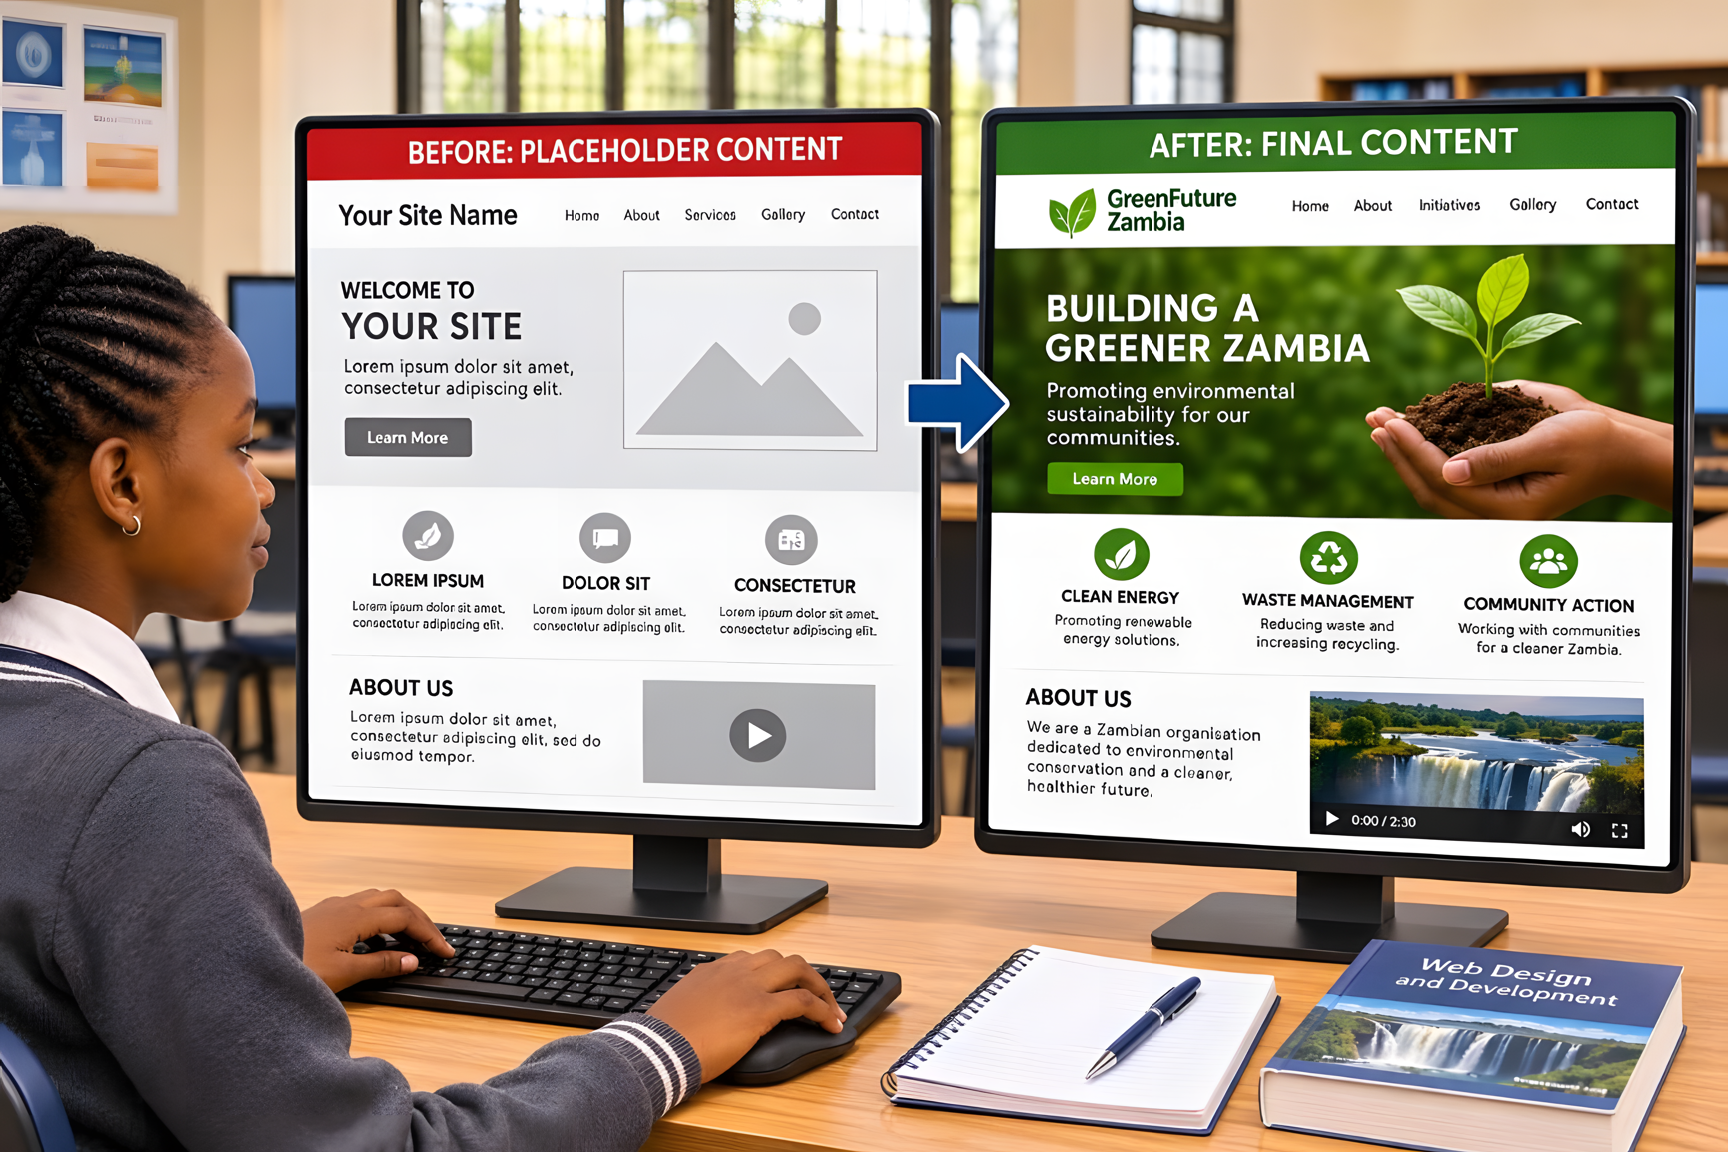 BEFORE: PLACEHOLDER CONTENT
Your Site Name
Home About Services Gallery Contact
WELCOME TO
YOUR SITE
Lorem ipsum dolor sit amet,
consectetur adipiscing elit.
Learn More
LOREM IPSUM
Lorem ipsum dolor sit amet,
consectetur adipiscing elit.
DOLOR SIT
Lorem ipsum dolor sit amet,
consectetur adipiscing elit.
CONSECTETUR
Lorem ipsum dolor sit amet,
consectetur adipiscing elit.
ABOUT US
Lorem ipsum dolor sit amet,
consectetur adipiscing elit, sed do
eiusmod tempor.
AFTER: FINAL CONTENT
GreenFuture
Zambia
Home About Initiatives Gallery Contact
BUILDING A
GREENER ZAMBIA
Promoting environmental
sustainability for our
communities.
Learn More
CLEAN ENERGY
Promoting renewable
energy solutions.
WASTE MANAGEMENT
Reducing waste and
increasing recycling.
COMMUNITY ACTION
Working with communities
for a cleaner Zambia.
ABOUT US
We are a Zambian organisation
dedicated to environmental
conservation and a cleaner,
healthier future.
0:00 / 2:30
Web Design
and Development